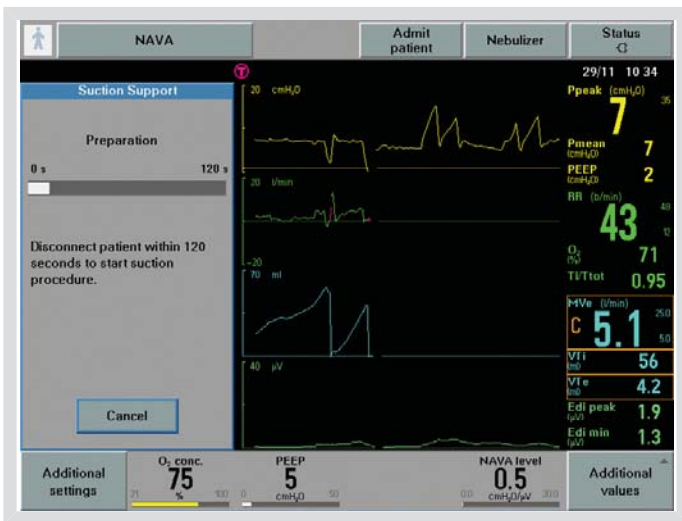 NAVA
Admit
patient
Nebulizer
Status
29/11 10 34
Suction Support
Preparation
0 s 120 s
Disconnect patient within 120
seconds to start suction
procedure.
Cancel
T
20 cmH₂O
20 l/min
-20
70 ml
40 µV
Ppeak (cmH₂O)
7
35
Pmean
(cmH₂O)
7
PEEP
(cmH₂O)
2
RR (b/min)
43
12
O₂
(%)
71
TI/Ttot 0.95
MVe (l/min)
C 5.1
25.0
5.0
VTi
(ml)
56
VTe
(ml)
4.2
Edi peak
(µV)
1.9
Edi min
(µV)
1.3
Additional
settings
O₂ conc.
75
21 % 100
PEEP
5
0 cmH₂O 50
NAVA level
0.5
0.0 cmH₂O/µV
Additional
values